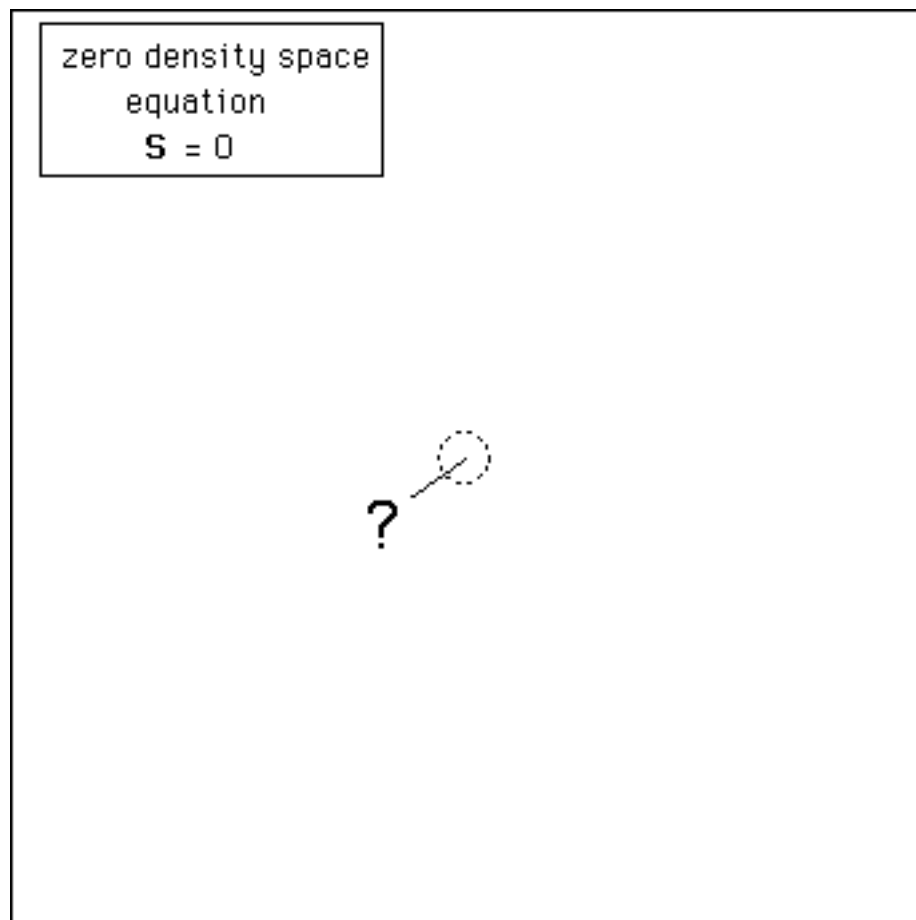 zero density space
equation
S = 0
?